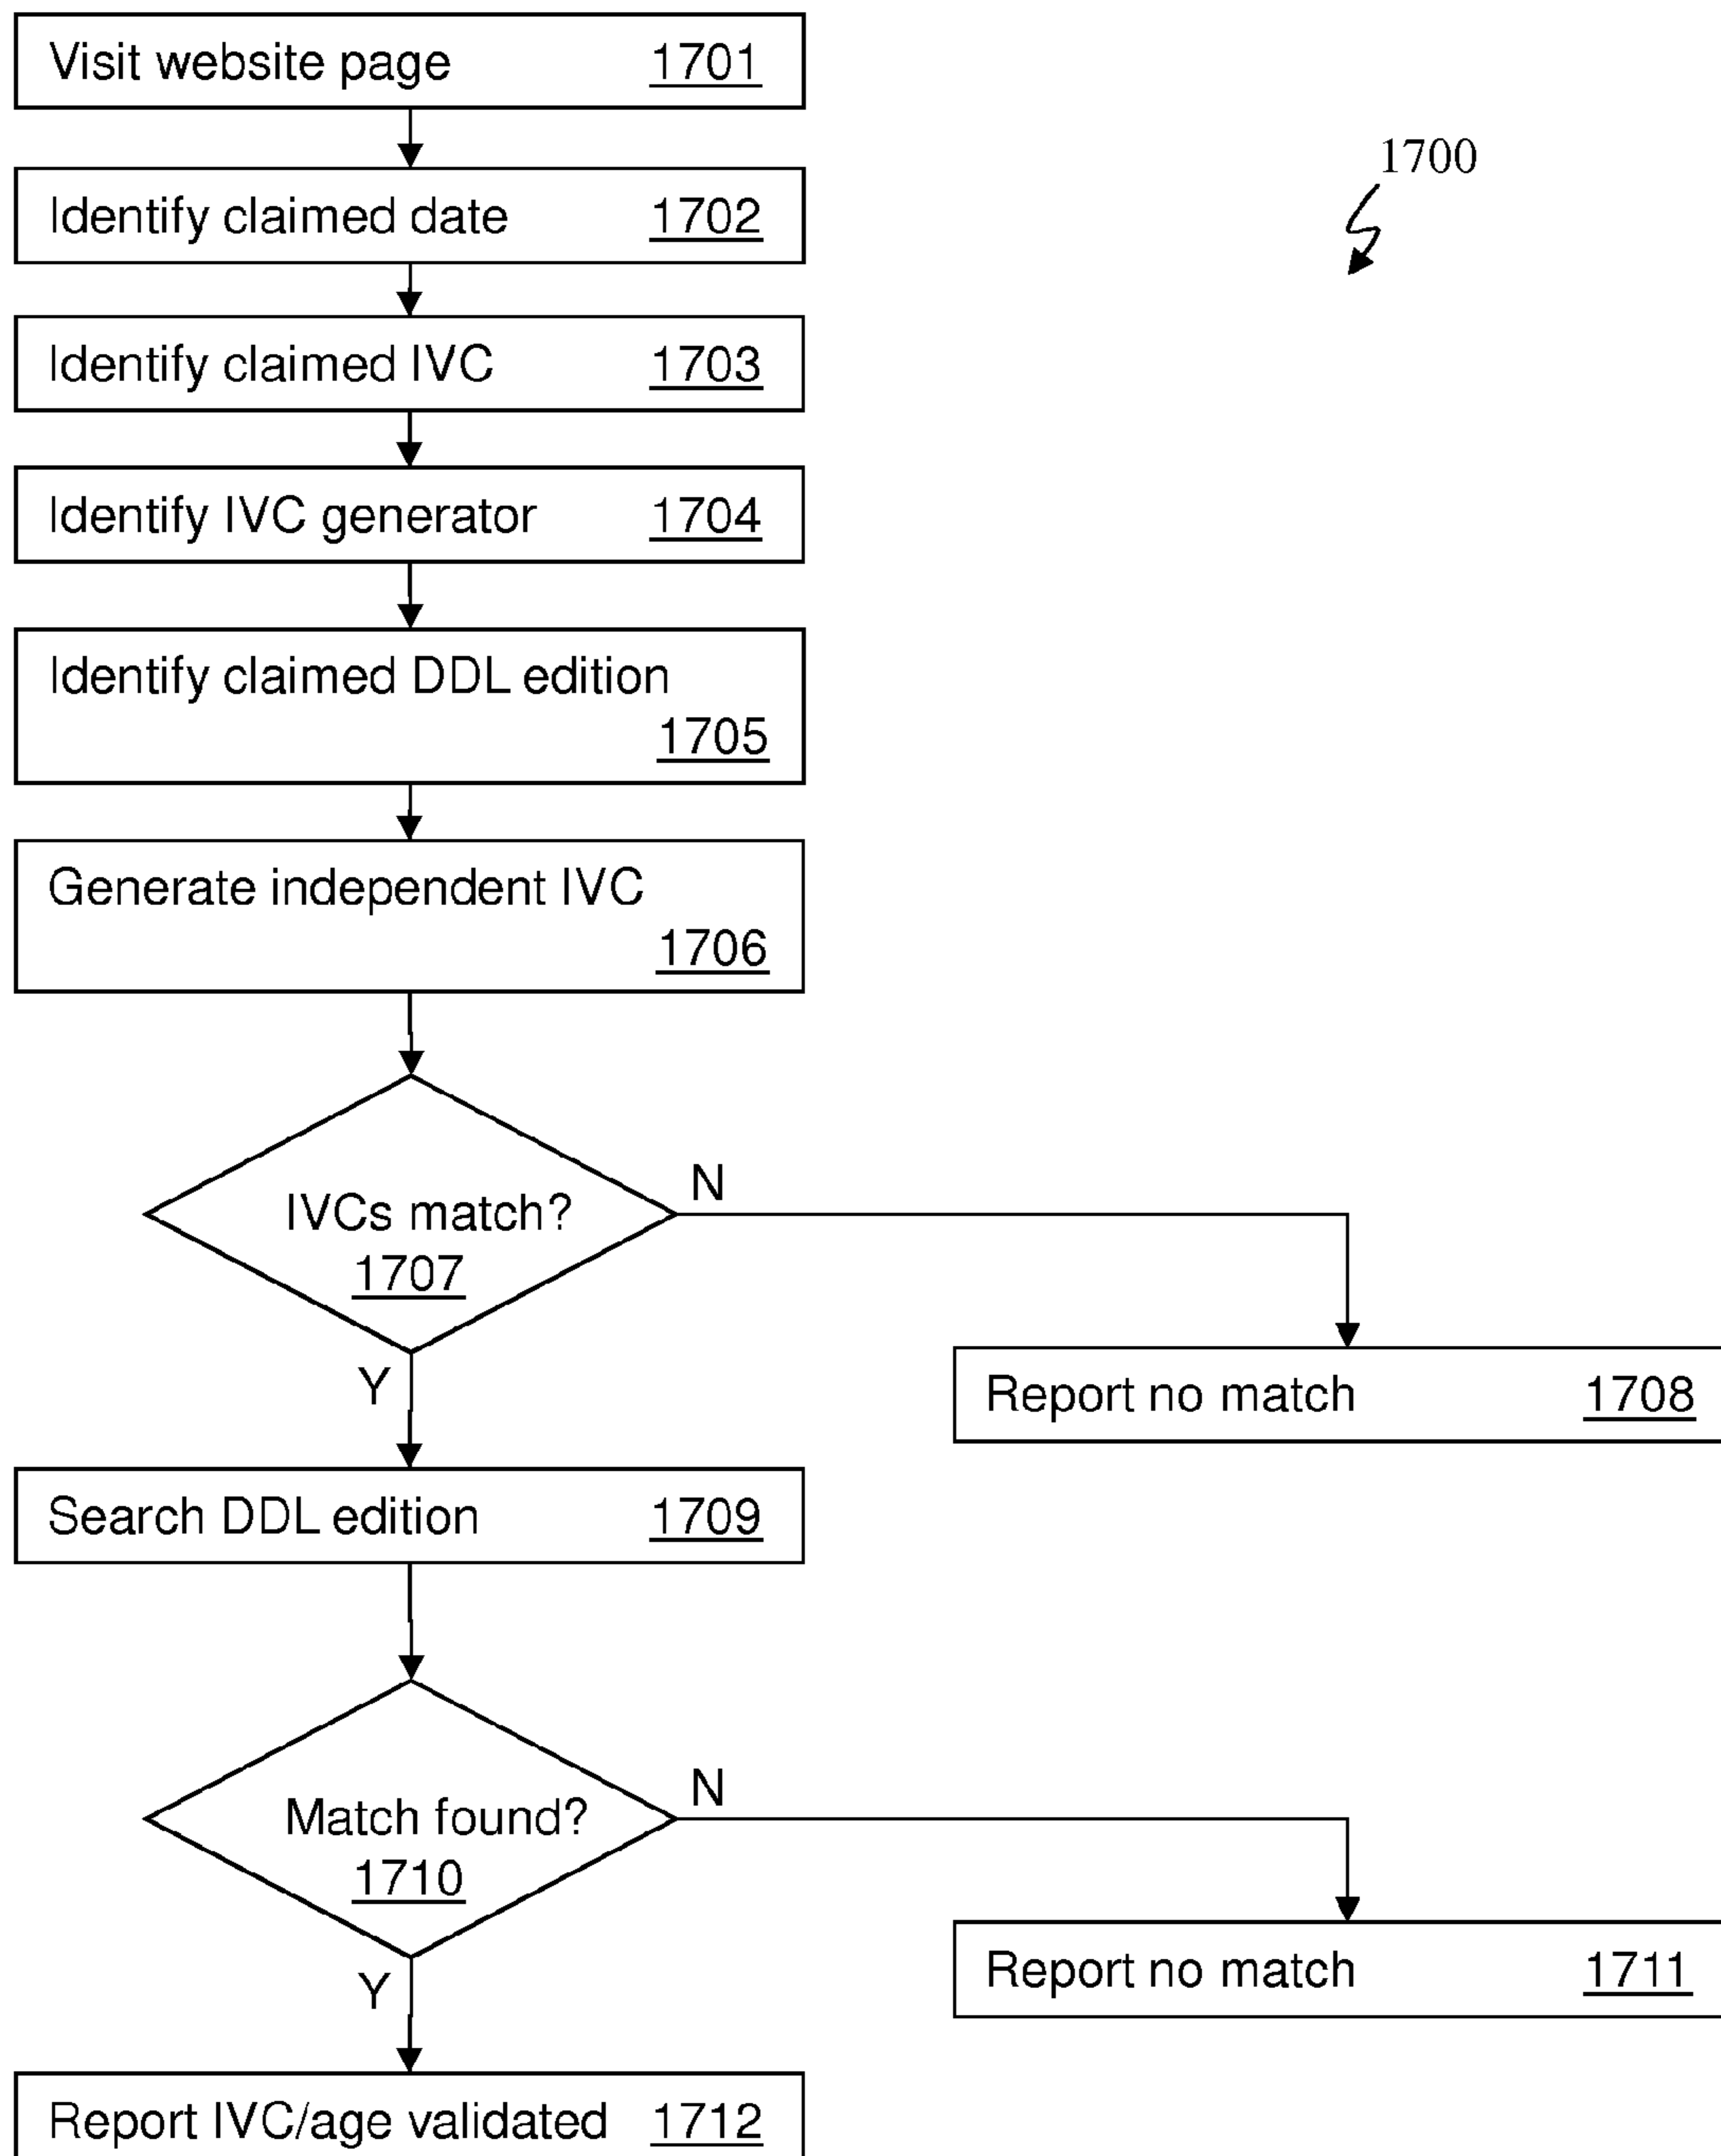 Visit website page 1701
1700
Identify claimed date 1702
Identify claimed IVC 1703
Identify IVC generator 1704
Identify claimed DDL edition
1705
Generate independent IVC
1706
IVCs match?
1707
N
Y
Report no match 1708
Search DDL edition 1709
Match found?
1710
N
Y
Report no match 1711
Report IVC/age validated 1712